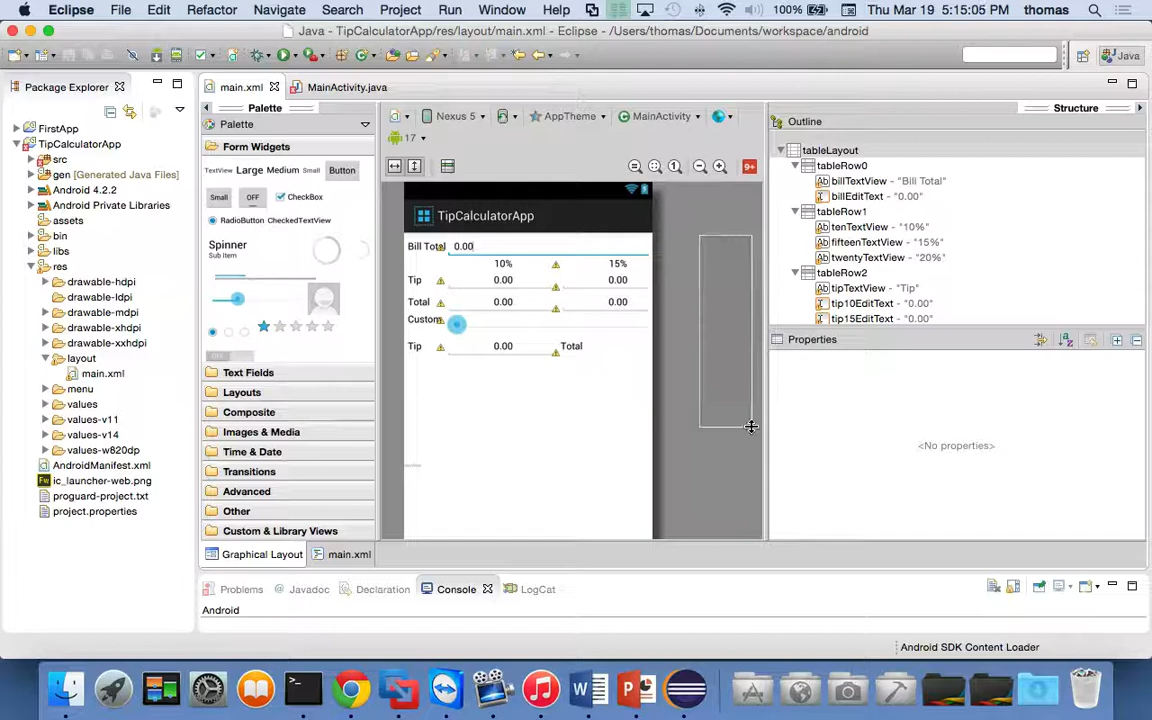 Eclipse File Edit Refactor Navigate Search Project Run Window Help 100% Thu Mar 19 5:15:05 PM thomas
Java - TipCalculatorApp/res/layout/main.xml - Eclipse - /Users/thomas/Documents/workspace/android
Java
Package Explorer
main.xml
MainActivity.java
Palette
Structure
FirstApp
TipCalculatorApp
src
gen [Generated Java Files]
Android 4.2.2
Android Private Libraries
assets
bin
libs
res
drawable-hdpi
drawable-ldpi
drawable-mdpi
drawable-xhdpi
drawable-xxhdpi
layout
main.xml
menu
values
values-v11
values-v14
values-w820dp
AndroidManifest.xml
ic_launcher-web.png
proguard-project.txt
project.properties
Palette
Form Widgets
TextView Large Medium Small Button
Small OFF CheckBox
RadioButton CheckedTextView
Spinner
Sub Item
OFF
Text Fields
Layouts
Composite
Images & Media
Time & Date
Transitions
Advanced
Other
Custom & Library Views
Graphical Layout
main.xml
Nexus 5 AppTheme MainActivity
17
9+
TipCalculatorApp
Bill Total 0.00
10% 15%
Tip 0.00 0.00
Total 0.00 0.00
Custom
Tip 0.00 Total
Outline
tableLayout
tableRow0
billTextView - "Bill Total"
billEditText - "0.00"
tableRow1
tenTextView - "10%"
fifteenTextView - "15%"
twentyTextView - "20%"
tableRow2
tipTextView - "Tip"
tip10EditText - "0.00"
tip15EditText - "0.00"
Properties
<No properties>
Problems Javadoc Declaration Console LogCat
Android
Android SDK Content Loader